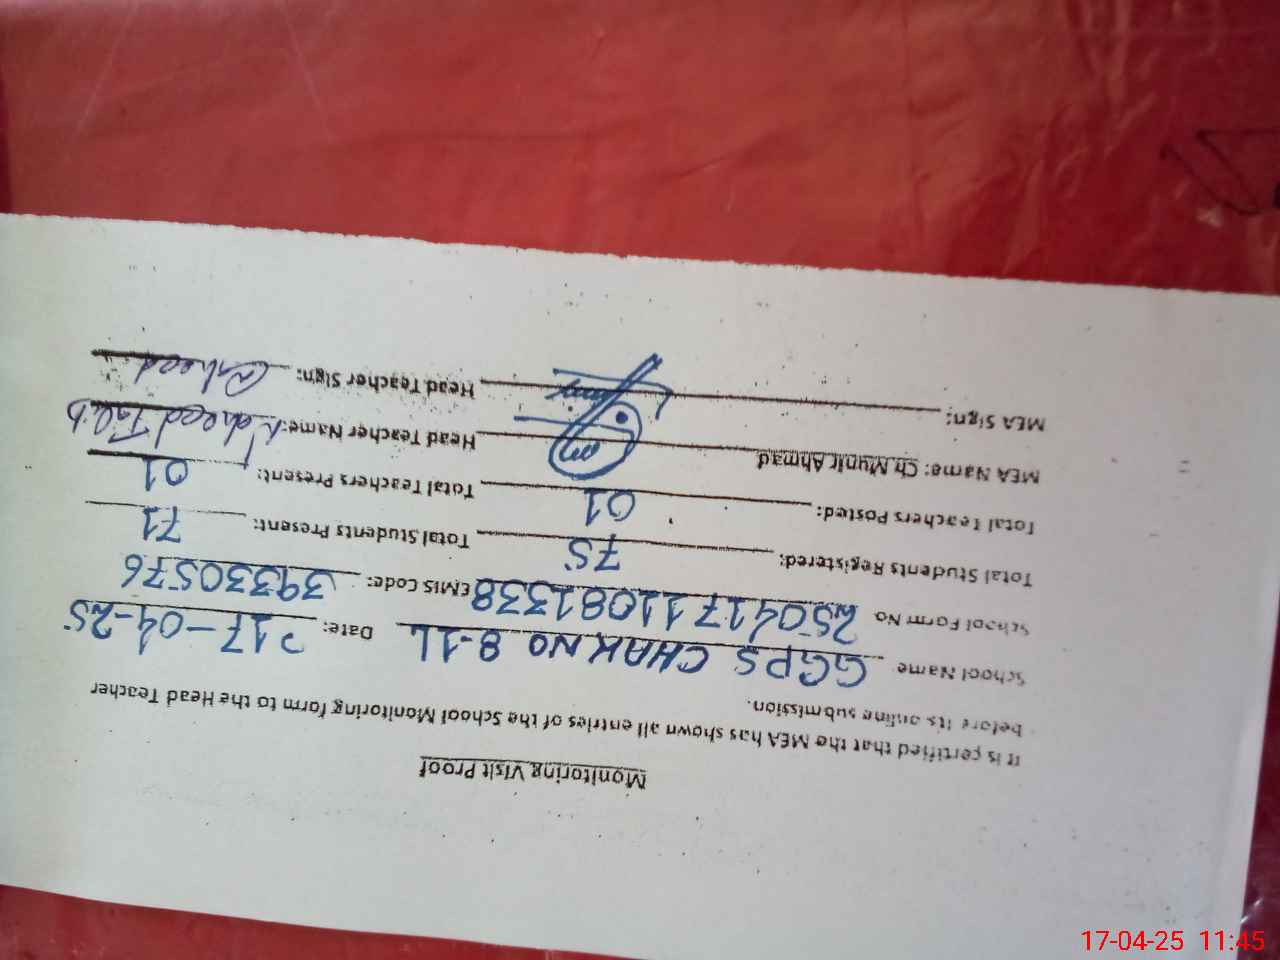 Monitoring Visit Proof
It is certified that the MEA has shown all entries of the School Monitoring form to the Head Teacher
before its online submission.
School Name GGPS CHAK NO 8-1L Date: 17-04-25
School Form No 25041711081338 EMIS Code: 39330576
Total Students Registered: 75 Total Students Present: 71
Total Teachers Posted: 01 Total Teachers Present: 01
MEA Name: Ch Munir Ahmad Head Teacher Name: Talib
MEA Sign: Head Teacher Sign:
17-04-25 11:45